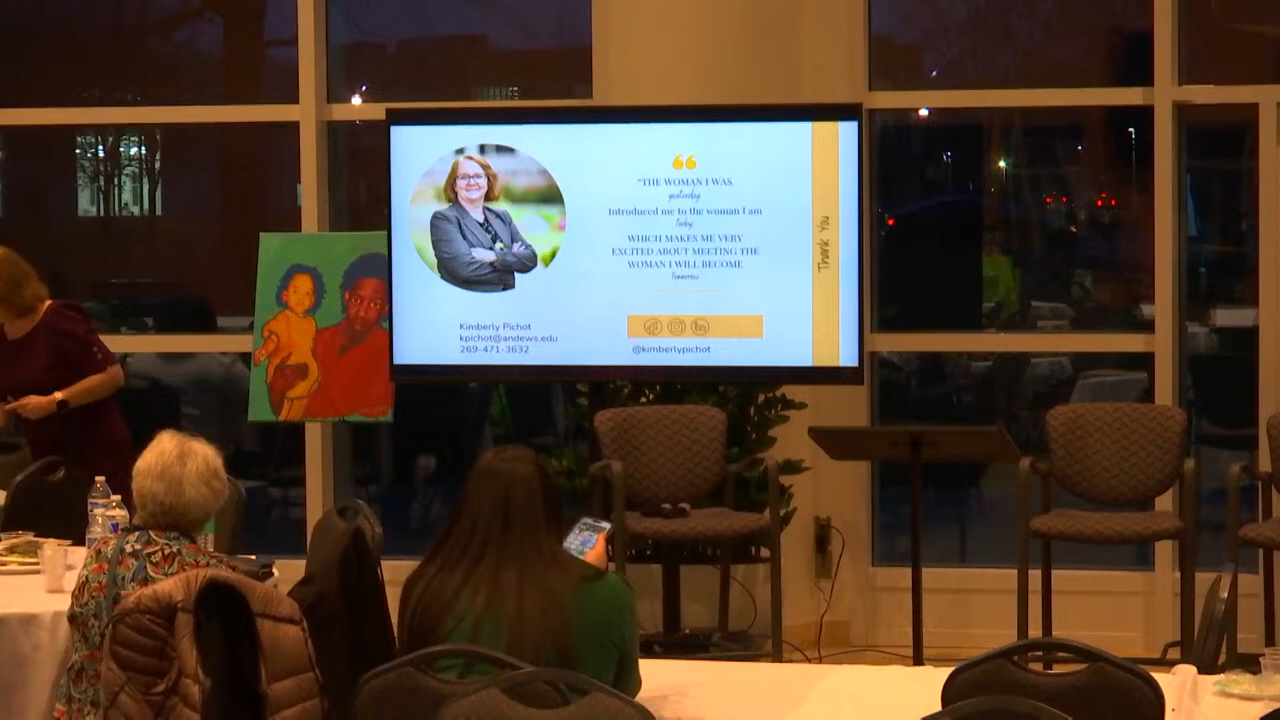 “THE WOMAN I WAS
yesterday,
Introduced me to the woman I am
today
WHICH MAKES ME VERY
EXCITED ABOUT MEETING THE
WOMAN I WILL BECOME
tomorrow”
Thank you
Kimberly Pichot
kpichot@andews.edu
269-471-3632
@kimberlypichot